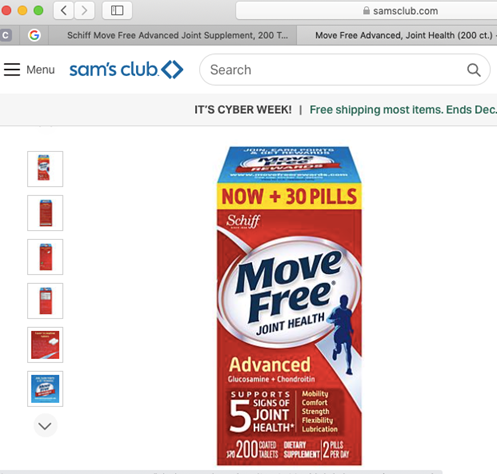 samsclub.com
C
G
Schiff Move Free Advanced Joint Supplement, 200 T...
Move Free Advanced, Joint Health (200 ct.) -
Menu
sam's club
Search
IT'S CYBER WEEK! | Free shipping most items. Ends Dec.
JOIN, EARN POINTS
& GET REWARDS
Move
Free
REWARDS
www.movefreerewards.com
NOW + 30 PILLS
Schiff
Move
Free®
JOINT HEALTH
Advanced
Glucosamine + Chondroitin
SUPPORTS
5 SIGNS OF
JOINT
HEALTH*
Mobility
Comfort
Strength
Flexibility
Lubrication
200 COATED
TABLETS
DIETARY
SUPPLEMENT
2 PILLS
PER DAY